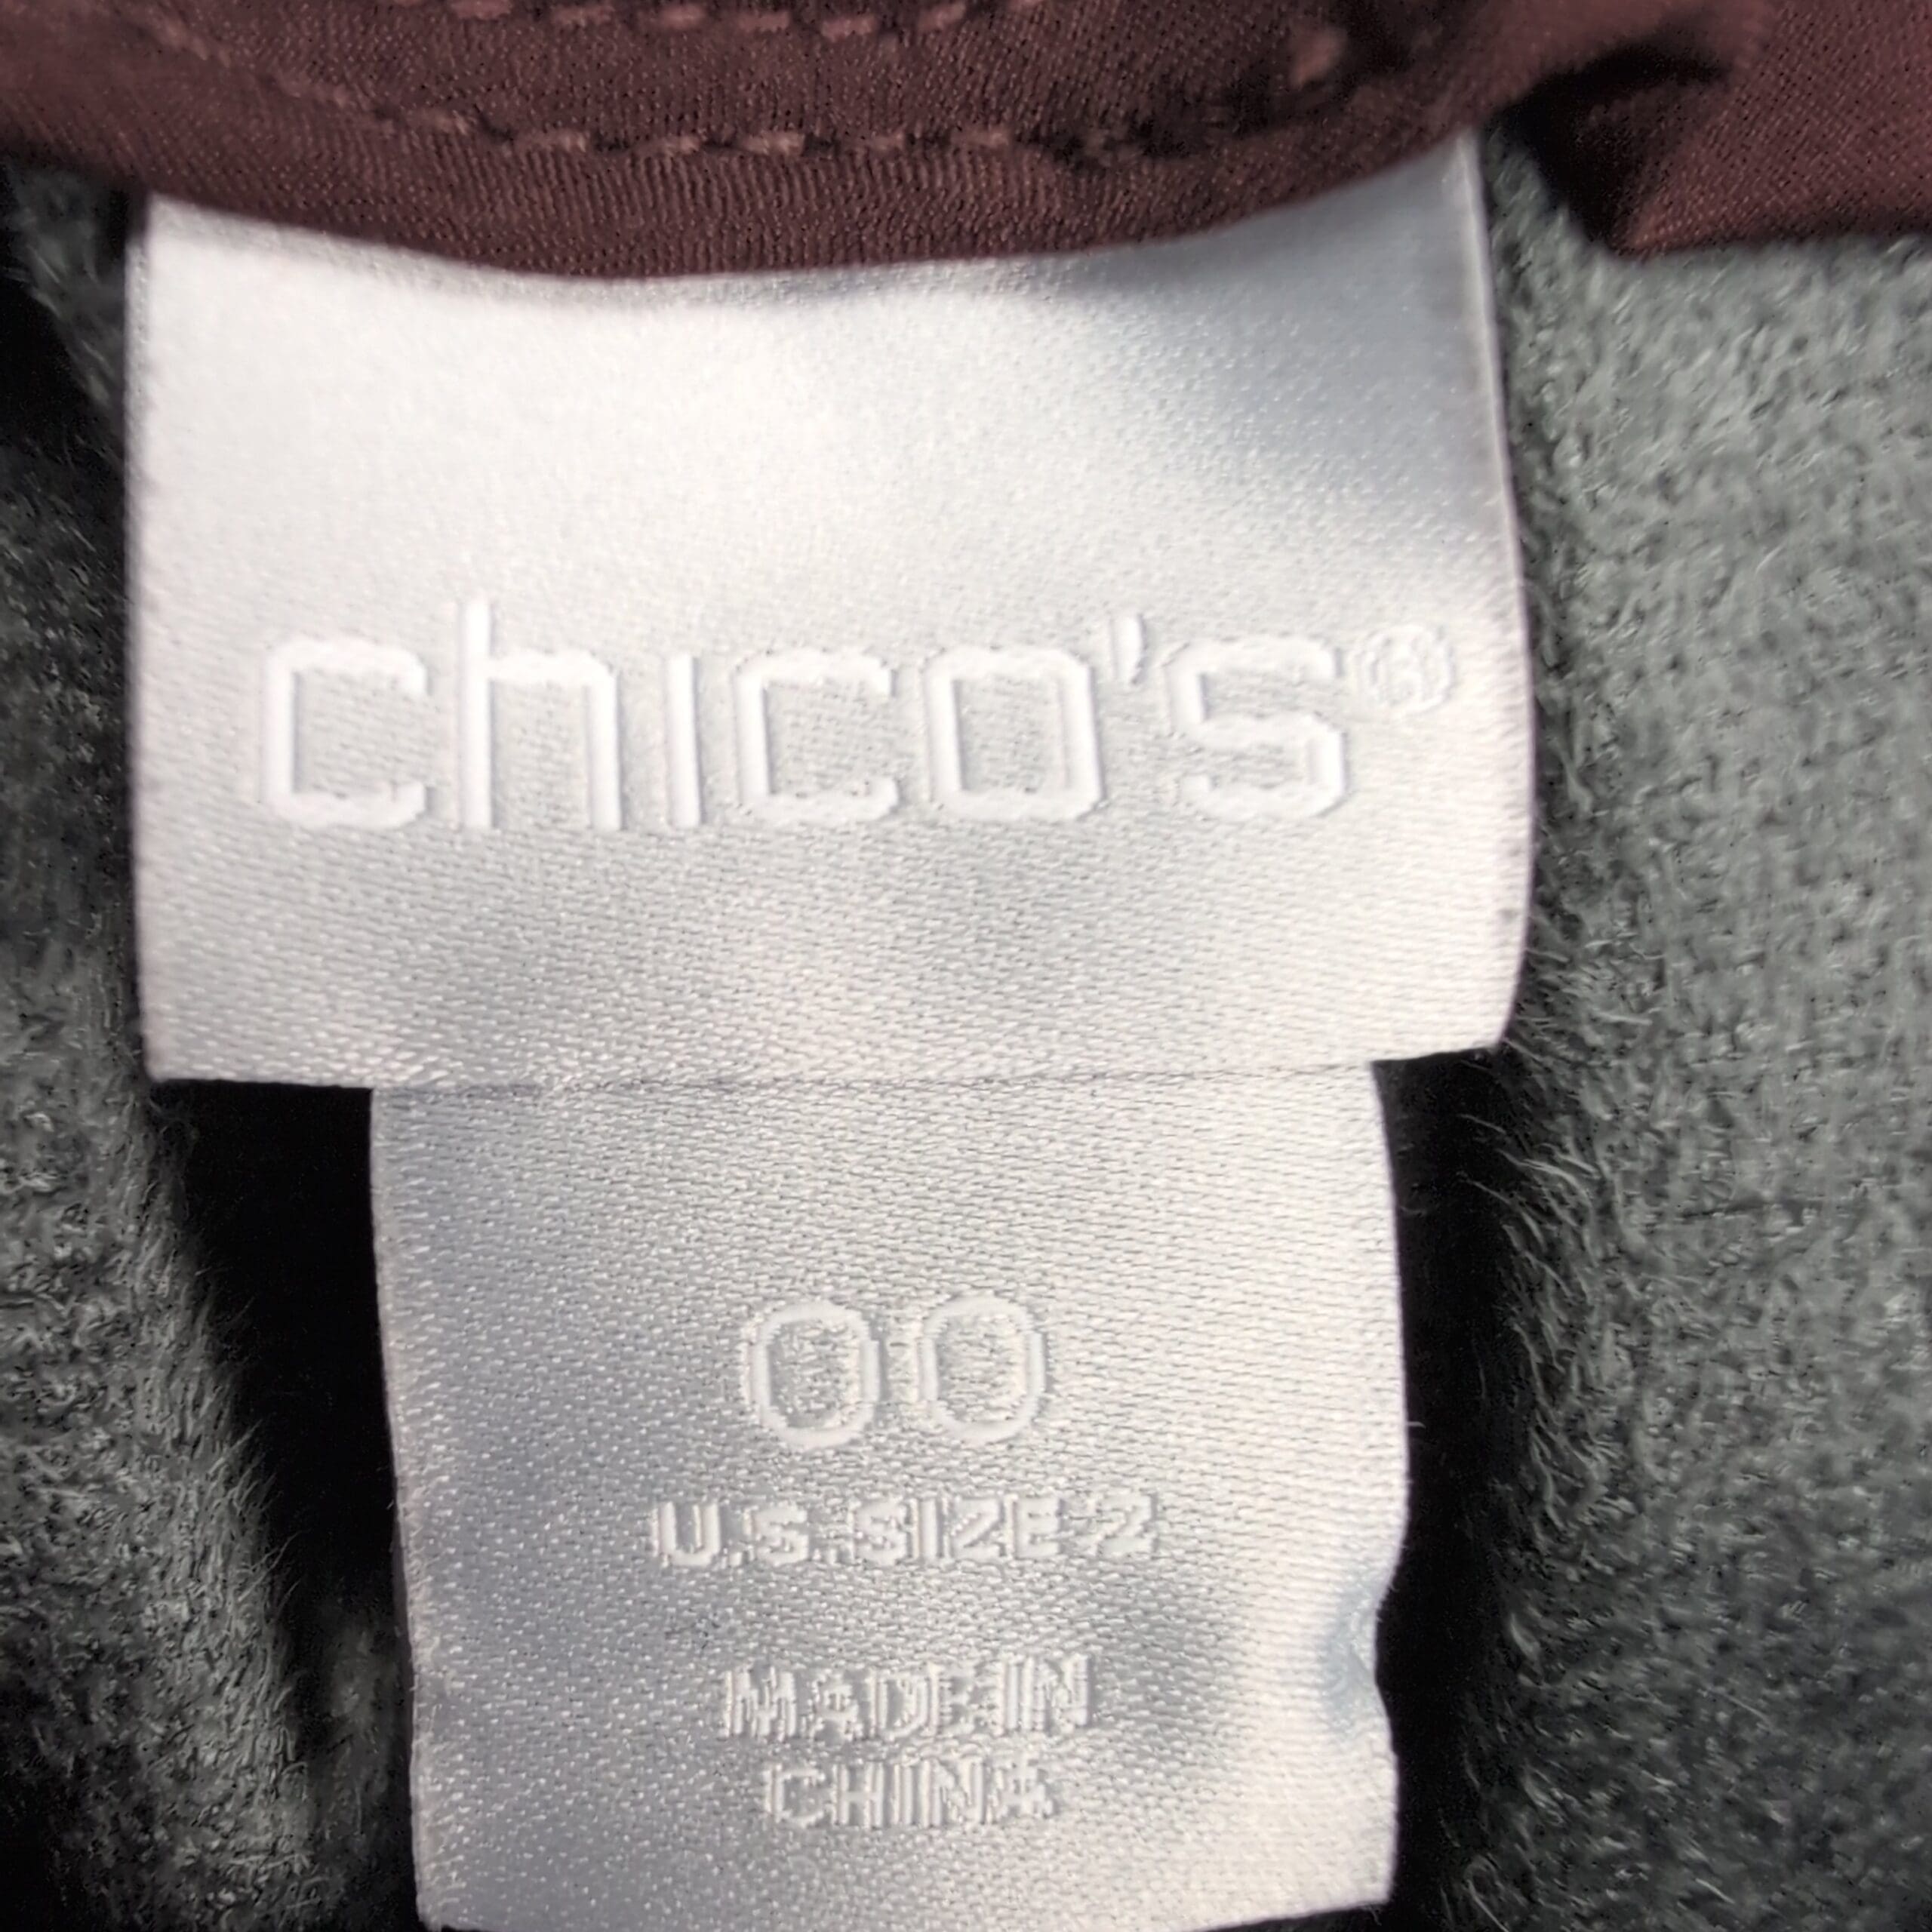 chico's®
00
U.S. SIZE 2
MADE IN
CHINA